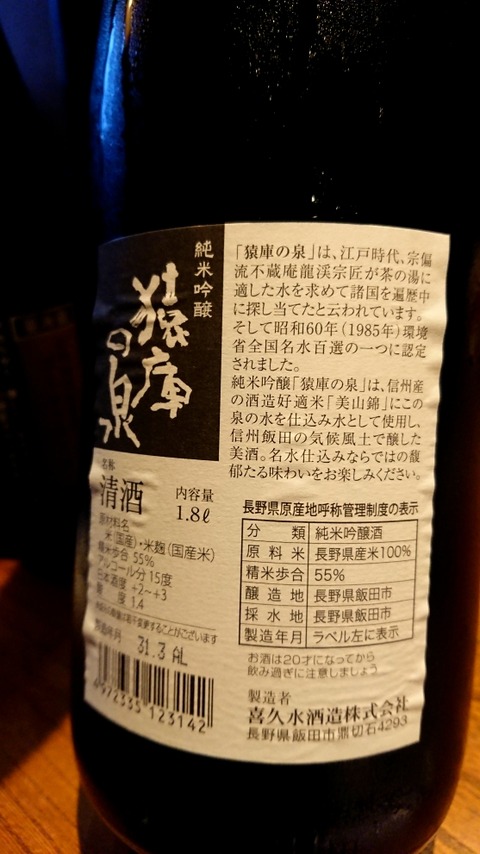 純米吟醸
猿庫の泉
「猿庫の泉」は、江戸時代、宗偏
流不蔵庵龍渓宗匠が茶の湯に
適した水を求めて諸国を遍歴中
に探し当てたと云われています。
そして昭和60年(1985年)環境
省全国名水百選の一つに認定
されました。
純米吟醸「猿庫の泉」は、信州産
の酒造好適米「美山錦」にこの
泉の水を仕込み水として使用し、
信州飯田の気候風土で醸した
美酒。名水仕込みならではの馥
郁たる味わいをお楽しみください。
名称
清酒
内容量
1.8ℓ
原材料名
米(国産)・米麹(国産米)
精米歩合 55%
アルコール分 15度
日本酒度 +2~+3
酸度 1.4
変更することがございます
製造年月 31.3 AL
4972335123142
長野県原産地呼称管理制度の表示
分類 純米吟醸酒
原料米 長野県産米100%
精米歩合 55%
醸造地 長野県飯田市
採水地 長野県飯田市
製造年月 ラベル左に表示
お酒は20才になってから
飲み過ぎに注意しましょう
製造者
喜久水酒造株式会社
長野県飯田市鼎切石4293